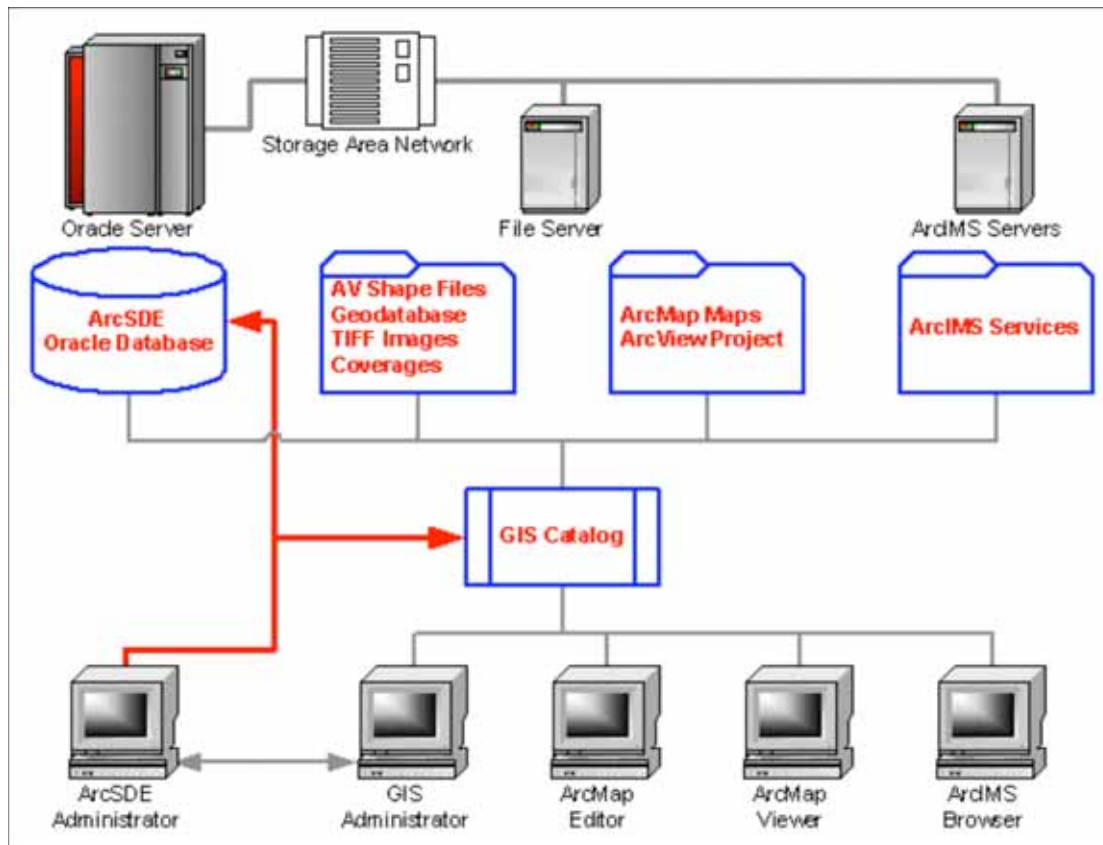 Storage Area Network
Oracle Server
File Server
ArcIMS Servers
ArcSDE
Oracle Database
AV Shape Files
Geodatabase
TIFF Images
Coverages
ArcMap Maps
ArcView Project
ArcIMS Services
GIS Catalog
ArcSDE
Administrator
GIS
Administrator
ArcMap
Editor
ArcMap
Viewer
ArcIMS
Browser